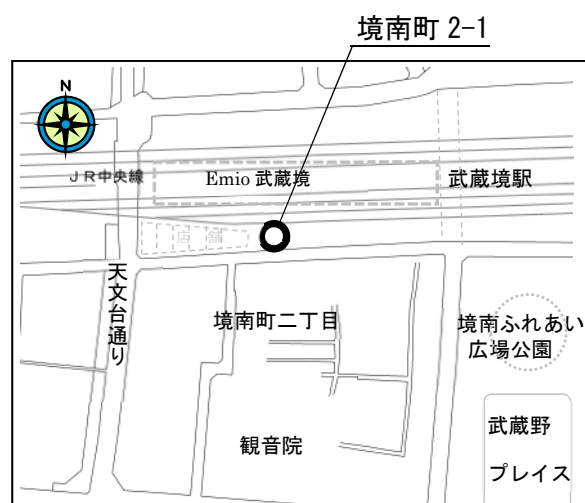 境南町 2-1
N
JR中央線
Emio 武蔵境
武蔵境駅
店舗
天文台通り
境南町二丁目
境南ふれあい
広場公園
観音院
武蔵野
プレイス